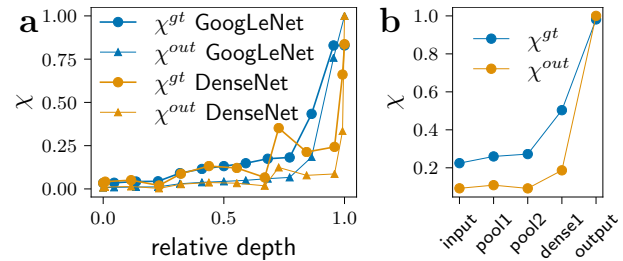 a
1.00
0.75
0.50
0.25
0.00
χ
χ^gt GoogLeNet
χ^out GoogLeNet
χ^gt DenseNet
χ^out DenseNet
0.0 0.5 1.0
relative depth
b
1.0
0.8
0.6
0.4
0.2
χ
χ^gt
χ^out
input pool1 pool2 dense1 output